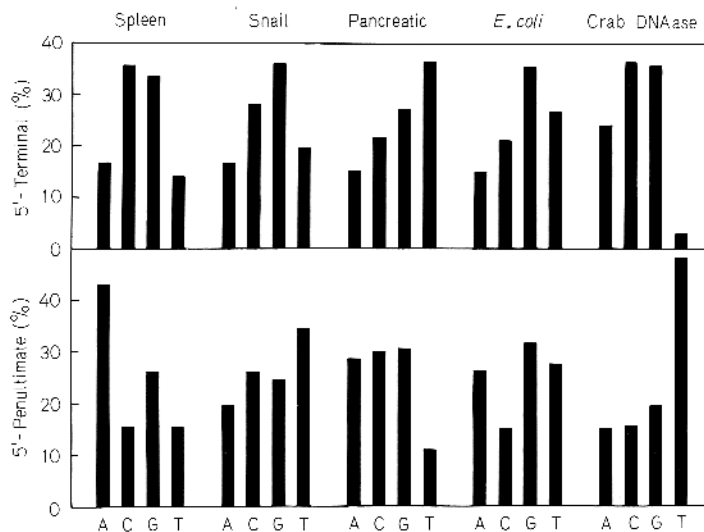 Spleen Snail Pancreatic E. coli Crab DNAase
5'-Terminal (%)
40
30
20
10
0
5'-Penultimate (%)
40
30
20
10
0
A C G T A C G T A C G T A C G T A C G T